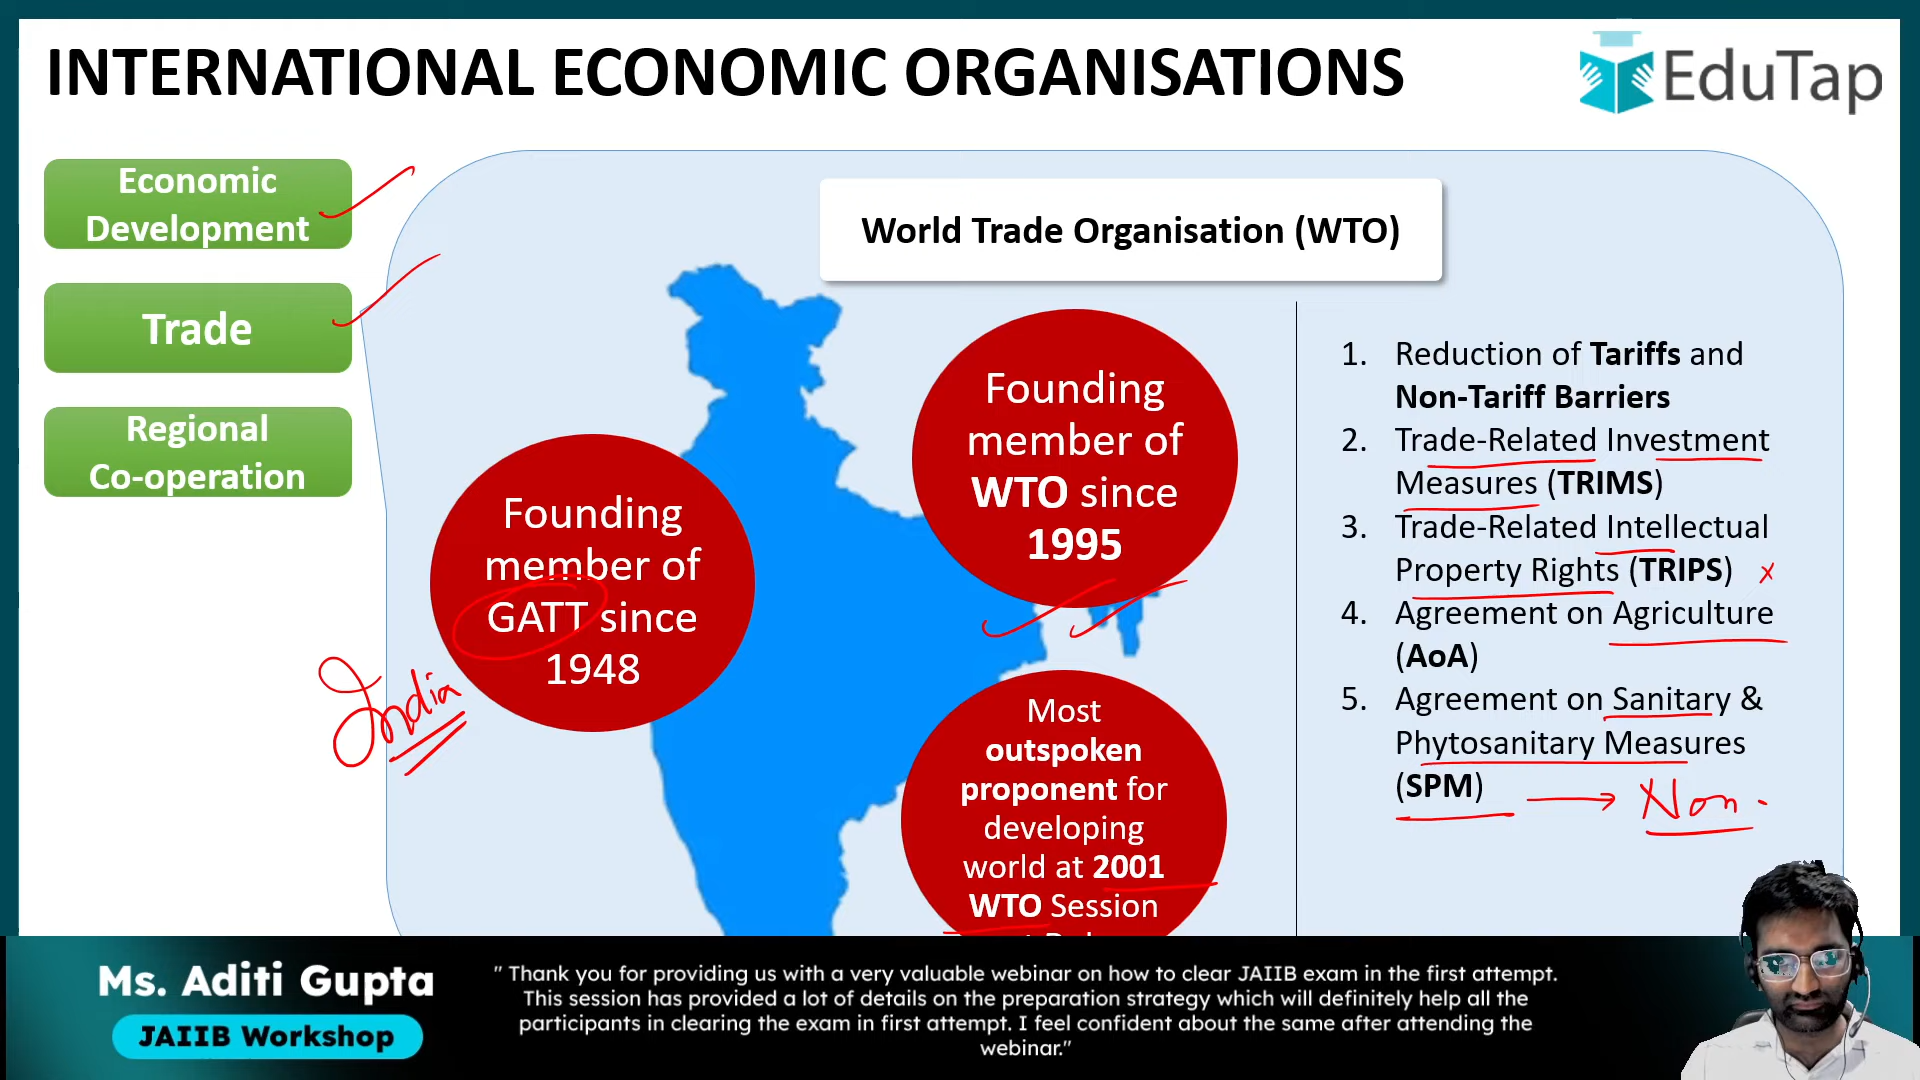 INTERNATIONAL ECONOMIC ORGANISATIONS
EduTap
Economic
Development
Trade
Regional
Co-operation
World Trade Organisation (WTO)
Founding
member of
GATT since
1948
India
Founding
member of
WTO since
1995
Most
outspoken
proponent for
developing
world at 2001
WTO Session
1. Reduction of Tariffs and
Non-Tariff Barriers
2. Trade-Related Investment
Measures (TRIMS)
3. Trade-Related Intellectual
Property Rights (TRIPS) x
4. Agreement on Agriculture
(AoA)
5. Agreement on Sanitary &
Phytosanitary Measures
(SPM) → Non.
Ms. Aditi Gupta
JAIIB Workshop
" Thank you for providing us with a very valuable webinar on how to clear JAIIB exam in the first attempt.
This session has provided a lot of details on the preparation strategy which will definitely help all the
participants in clearing the exam in first attempt. I feel confident about the same after attending the
webinar."